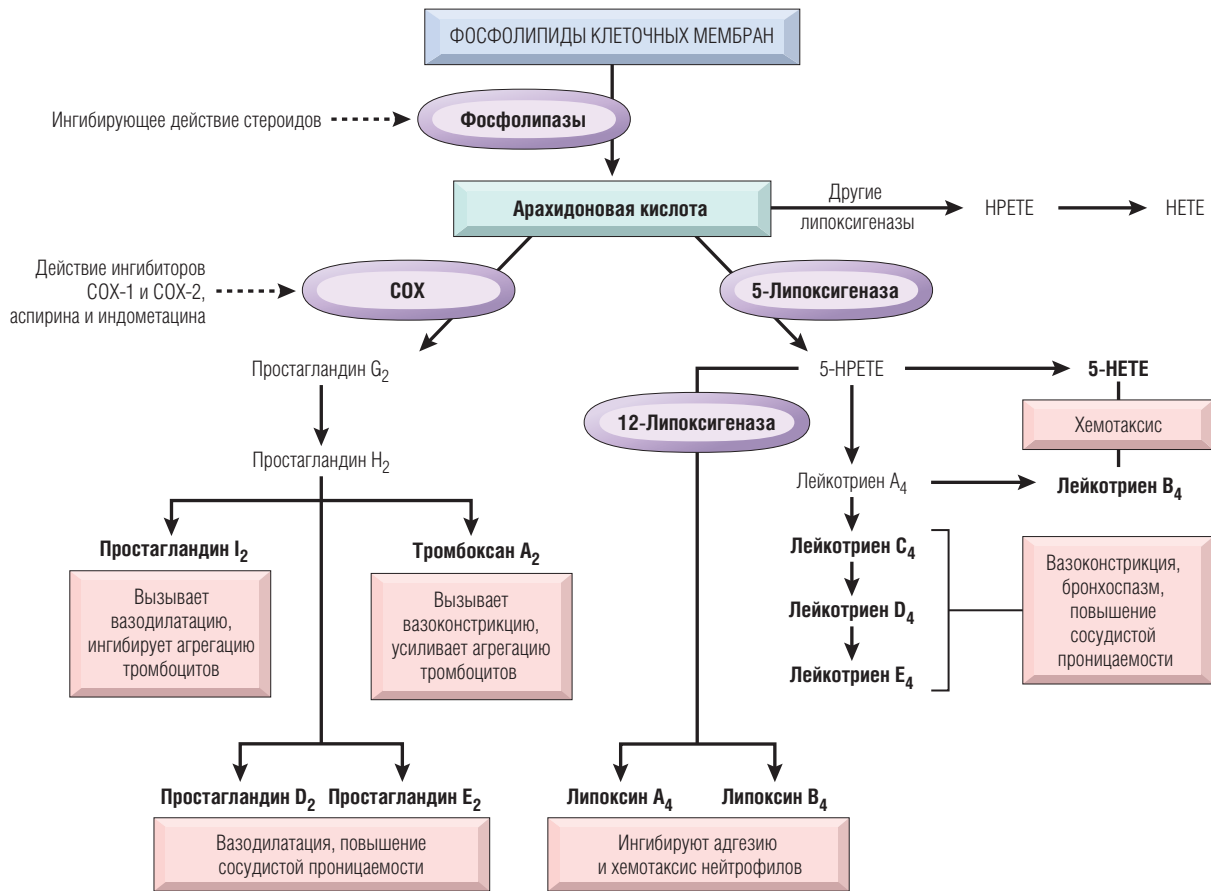 ФОСФОЛИПИДЫ КЛЕТОЧНЫХ МЕМБРАН
Ингибирующее действие стероидов
Фосфолипазы
Арахидоновая кислота
Другие
липоксигеназы
HPETE
HETE
Действие ингибиторов
COX-1 и COX-2,
аспирина и индометацина
COX
5-Липоксигеназа
Простагландин G₂
5-HPETE
5-HETE
12-Липоксигеназа
Хемотаксис
Простагландин H₂
Лейкотриен A₄
Лейкотриен B₄
Простагландин I₂
Вызывает
вазодилатацию,
ингибирует агрегацию
тромбоцитов
Тромбоксан A₂
Вызывает
вазоконстрикцию,
усиливает агрегацию
тромбоцитов
Лейкотриен C₄
Лейкотриен D₄
Лейкотриен E₄
Вазоконстрикция,
бронхоспазм,
повышение
сосудистой
проницаемости
Простагландин D₂
Простагландин E₂
Вазодилатация, повышение
сосудистой проницаемости
Липоксин A₄
Липоксин B₄
Ингибируют адгезию
и хемотаксис нейтрофилов